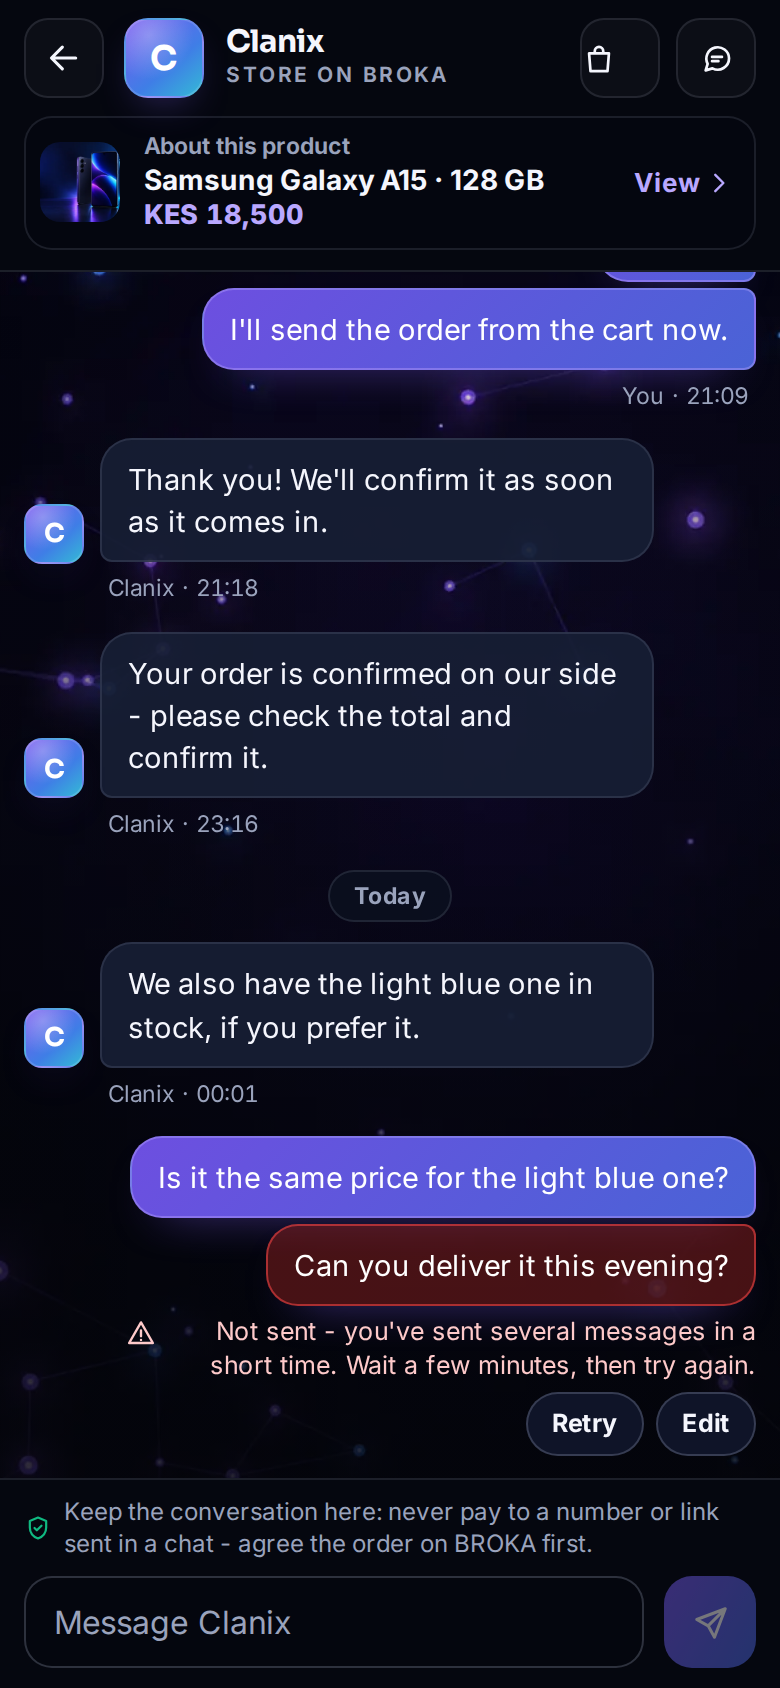 C
Clanix
STORE ON BROKA
About this product
Samsung Galaxy A15 · 128 GB
KES 18,500
View
I'll send the order from the cart now.
You · 21:09
Thank you! We'll confirm it as soon
as it comes in.
C
Clanix · 21:18
Your order is confirmed on our side
- please check the total and
confirm it.
C
Clanix · 23:16
Today
We also have the light blue one in
stock, if you prefer it.
C
Clanix · 00:01
Is it the same price for the light blue one?
Can you deliver it this evening?
Not sent - you've sent several messages in a
short time. Wait a few minutes, then try again.
Retry
Edit
Keep the conversation here: never pay to a number or link
sent in a chat - agree the order on BROKA first.
Message Clanix